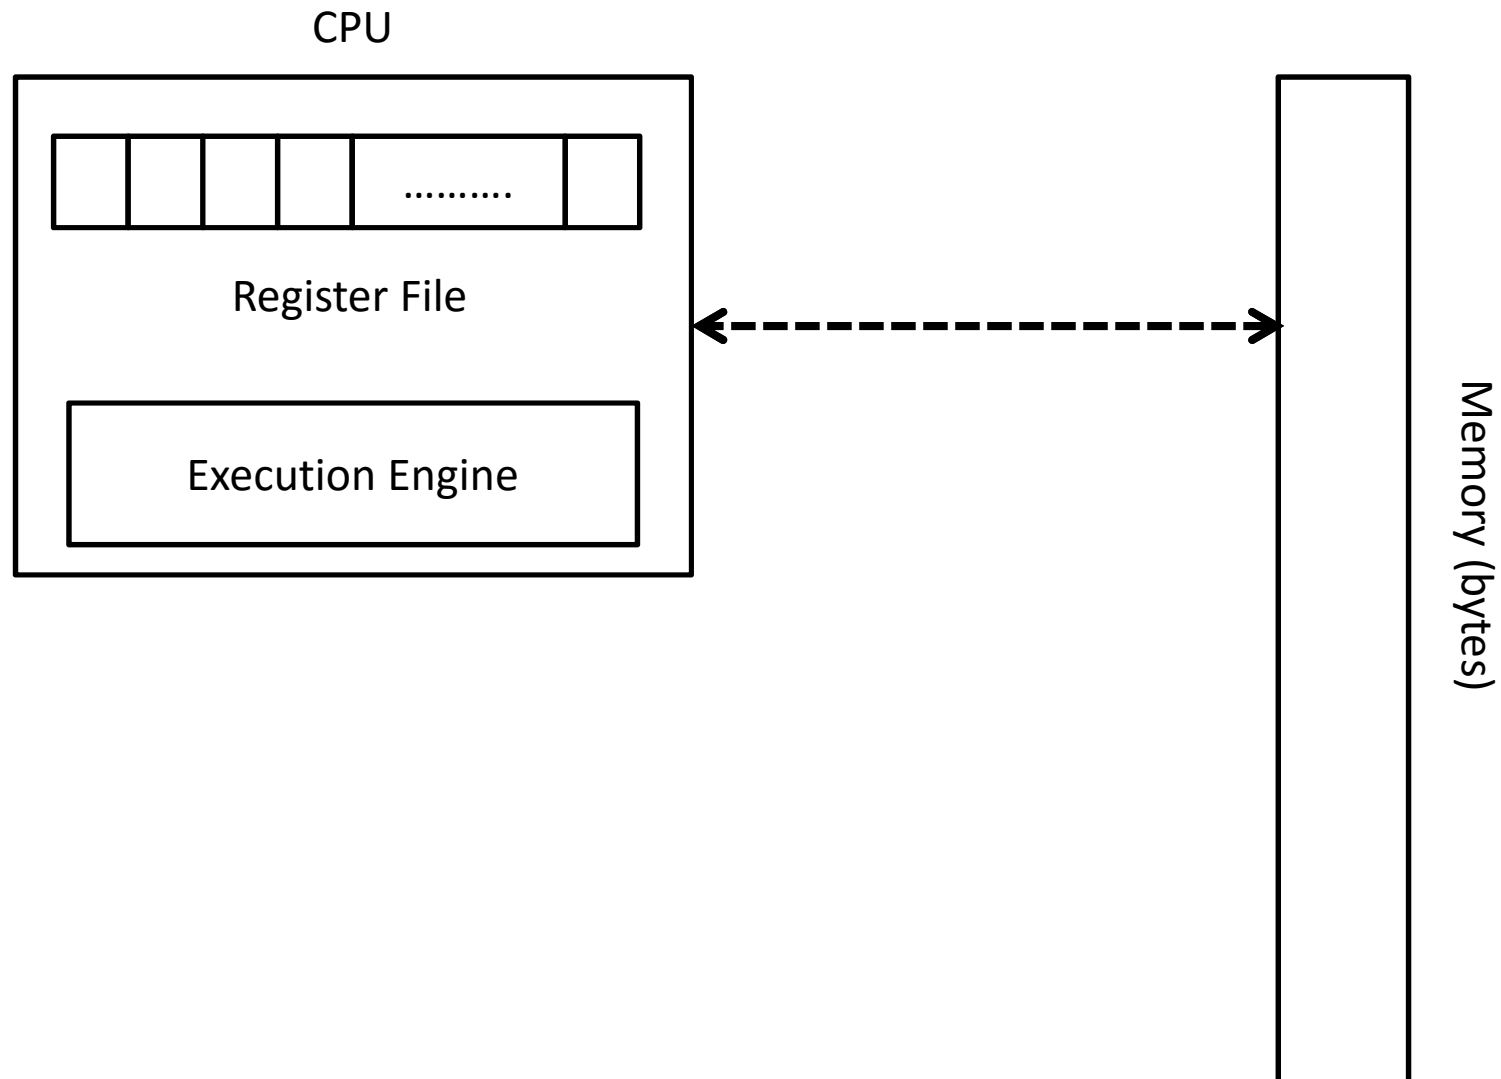 CPU
……….
Register File
Execution Engine
Memory (bytes)